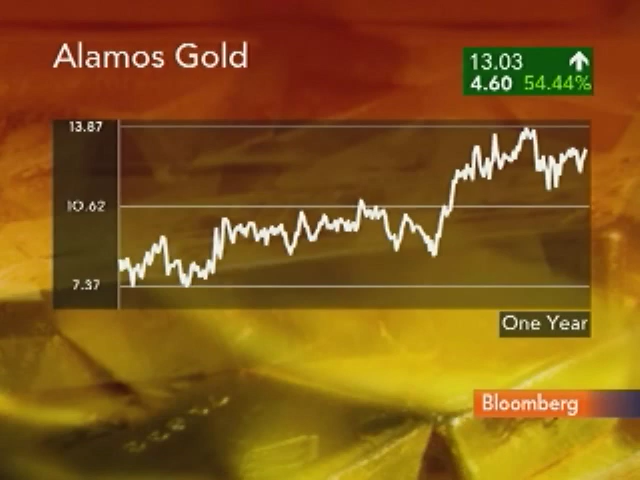 Alamos Gold
13.03
4.60 54.44%
13.87
10.62
7.37
One Year
Bloomberg